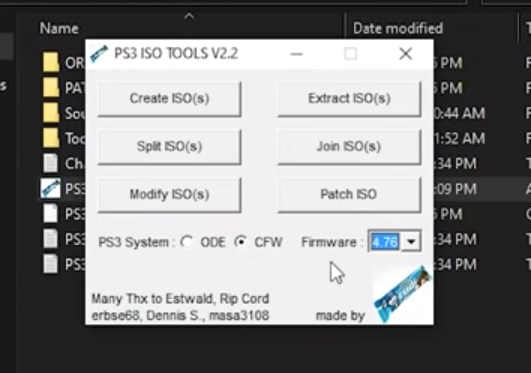 Name
Date modified
PS3 ISO TOOLS V2.2
OR
PM
PA
PM
Sou
0:44 AM
Too
1:52 AM
Ch
:34 PM
PS3
:09 PM
PS3
PM
PS3
:34 PM
PS3
:34 PM
Create ISO(s)
Extract ISO(s)
Split ISO(s)
Join ISO(s)
Modify ISO(s)
Patch ISO
PS3 System :
ODE
CFW
Firmware :
4.76
Many Thx to Estwald, Rip Cord
erbse68, Dennis S., masa3108
made by